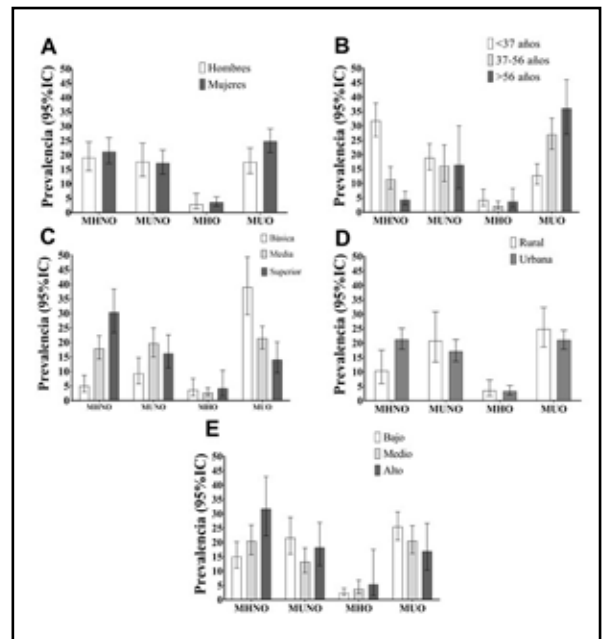 A
Hombres
Mujeres
Prevalencia (95%IC)
50
45
40
35
30
25
20
15
10
5
0
MHNO MUNO MHO MUO
B
<37 años
37-56 años
>56 años
Prevalencia (95%IC)
50
45
40
35
30
25
20
15
10
5
0
MHNO MUNO MHO MUO
C
Básica
Media
Superior
Prevalencia (95%IC)
50
45
40
35
30
25
20
15
10
5
0
MHNO MUNO MHO MUO
D
Rural
Urbana
Prevalencia (95%IC)
50
45
40
35
30
25
20
15
10
5
0
MHNO MUNO MHO MUO
E
Bajo
Medio
Alto
Prevalencia (95%IC)
50
45
40
35
30
25
20
15
10
5
0
MHNO MUNO MHO MUO